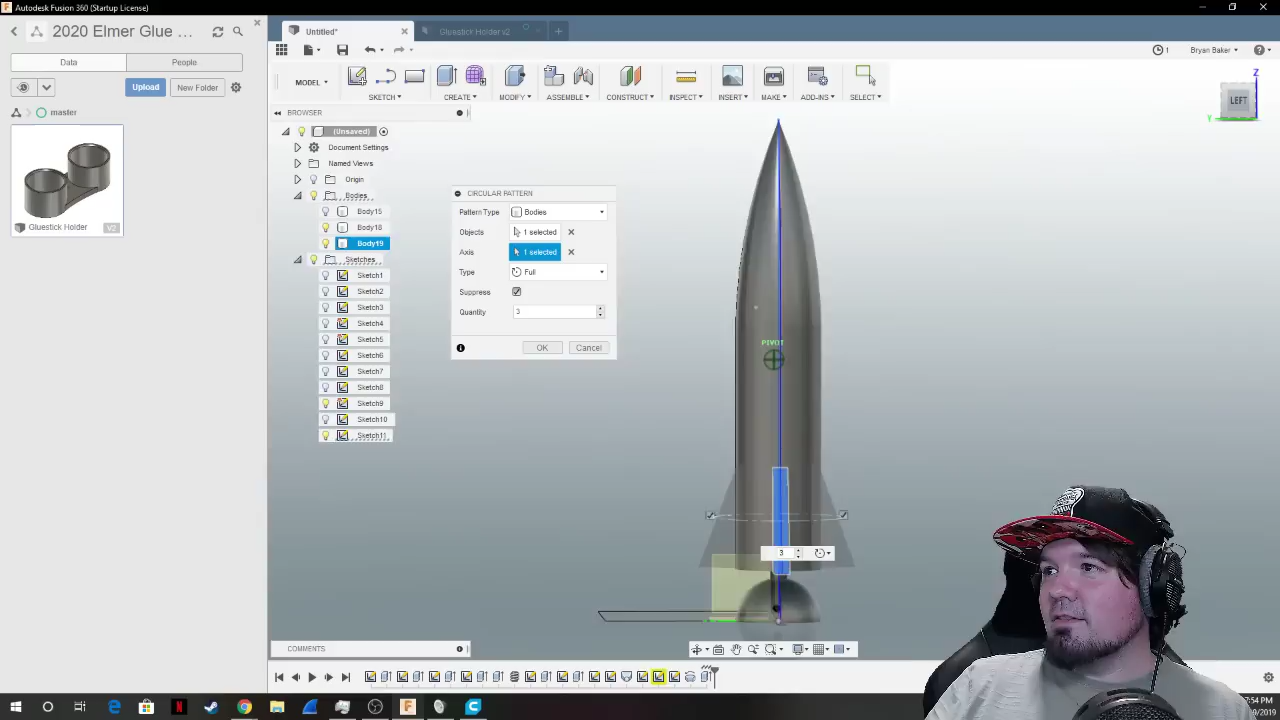 Autodesk Fusion 360 (Startup License)
2020 Elmer Glue ...
Untitled*
Gluestick Holder v2
Data
People
Bryan Baker
1
Upload
New Folder
MODEL
SKETCH
CREATE
MODIFY
ASSEMBLE
CONSTRUCT
INSPECT
INSERT
MAKE
ADD-INS
SELECT
Z
LEFT
Y
master
BROWSER
(Unsaved)
Document Settings
Named Views
Origin
Bodies
Body15
Body18
Body19
Sketches
Sketch1
Sketch2
Sketch3
Sketch4
Sketch5
Sketch6
Sketch7
Sketch8
Sketch9
Sketch10
Sketch11
Gluestick Holder
V2
CIRCULAR PATTERN
Pattern Type
Bodies
Objects
1 selected
Axis
1 selected
Type
Full
Suppress
Quantity
3
OK
Cancel
PIVOT
3
COMMENTS